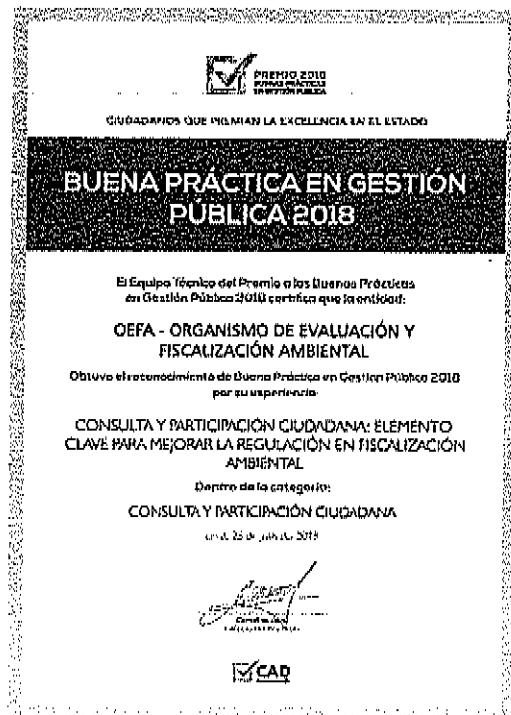 PREMIO 2018
BUENAS PRÁCTICAS
EN GESTIÓN PÚBLICA
CIUDADANOS QUE PREMIAN LA EXCELENCIA EN EL ESTADO
BUENA PRÁCTICA EN GESTIÓN
PÚBLICA 2018
El Equipo Técnico del Premio a las Buenas Prácticas
en Gestión Pública 2018 certifica que la entidad:
OEFA - ORGANISMO DE EVALUACIÓN Y
FISCALIZACIÓN AMBIENTAL
Obtuvo el reconocimiento de Buena Práctica en Gestión Pública 2018
por su experiencia:
CONSULTA Y PARTICIPACIÓN CIUDADANA: ELEMENTO
CLAVE PARA MEJORAR LA REGULACIÓN EN FISCALIZACIÓN
AMBIENTAL
Dentro de la categoría:
CONSULTA Y PARTICIPACIÓN CIUDADANA
2018
CAD